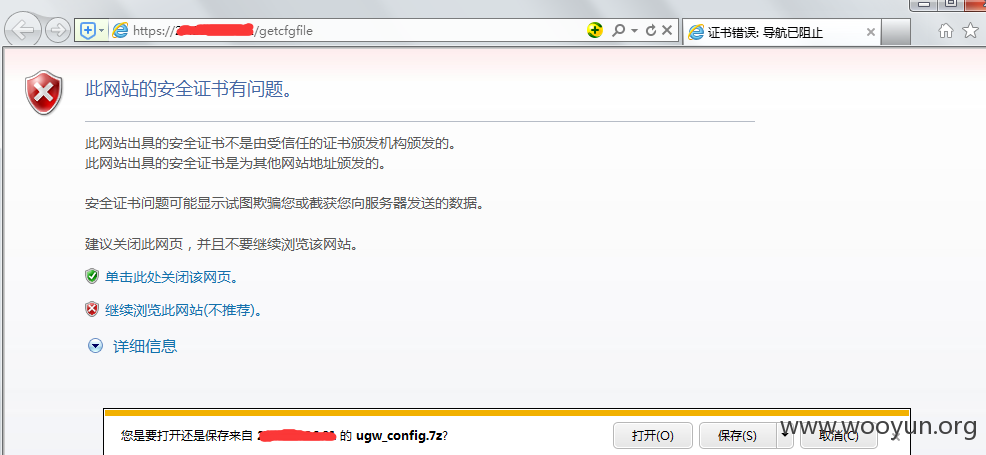 https://2/getcfgfile
证书错误: 导航已阻止
此网站的安全证书有问题。
此网站出具的安全证书不是由受信任的证书颁发机构颁发的。
此网站出具的安全证书是为其他网站地址颁发的。
安全证书问题可能显示试图欺骗您或截获您向服务器发送的数据。
建议关闭此网页，并且不要继续浏览该网站。
单击此处关闭该网页。
继续浏览此网站(不推荐)。
详细信息
您是要打开还是保存来自 2 的 ugw_config.7z?
打开(O)
保存(S)
取消(C)
www.wooyun.org